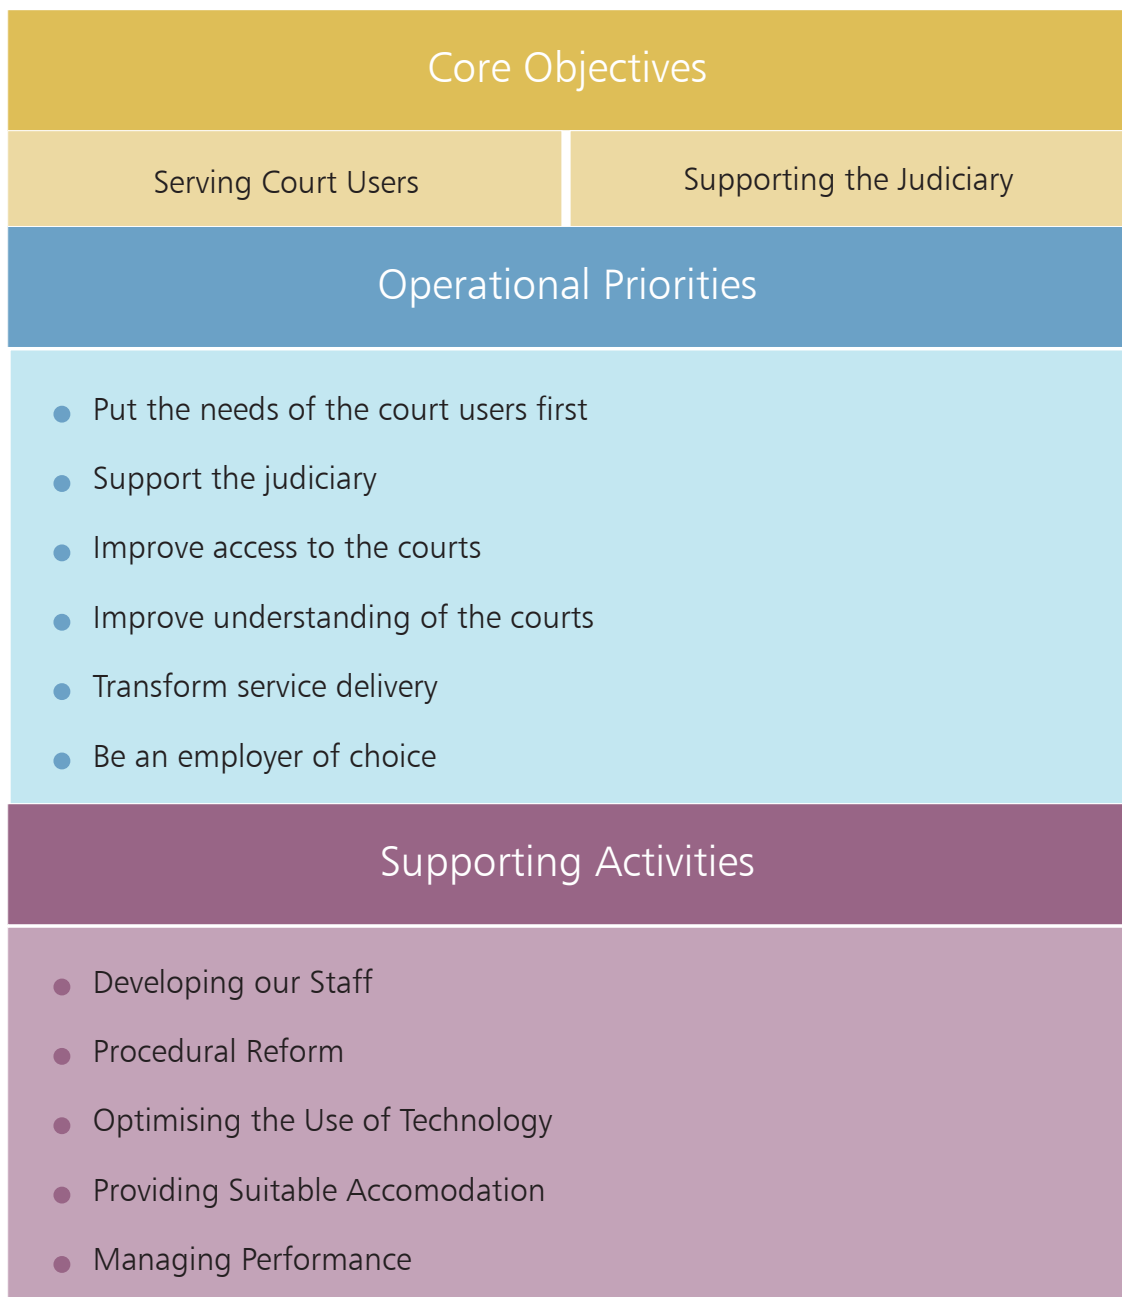 Core Objectives
Serving Court Users
Supporting the Judiciary
Operational Priorities
Put the needs of the court users first
Support the judiciary
Improve access to the courts
Improve understanding of the courts
Transform service delivery
Be an employer of choice
Supporting Activities
Developing our Staff
Procedural Reform
Optimising the Use of Technology
Providing Suitable Accomodation
Managing Performance